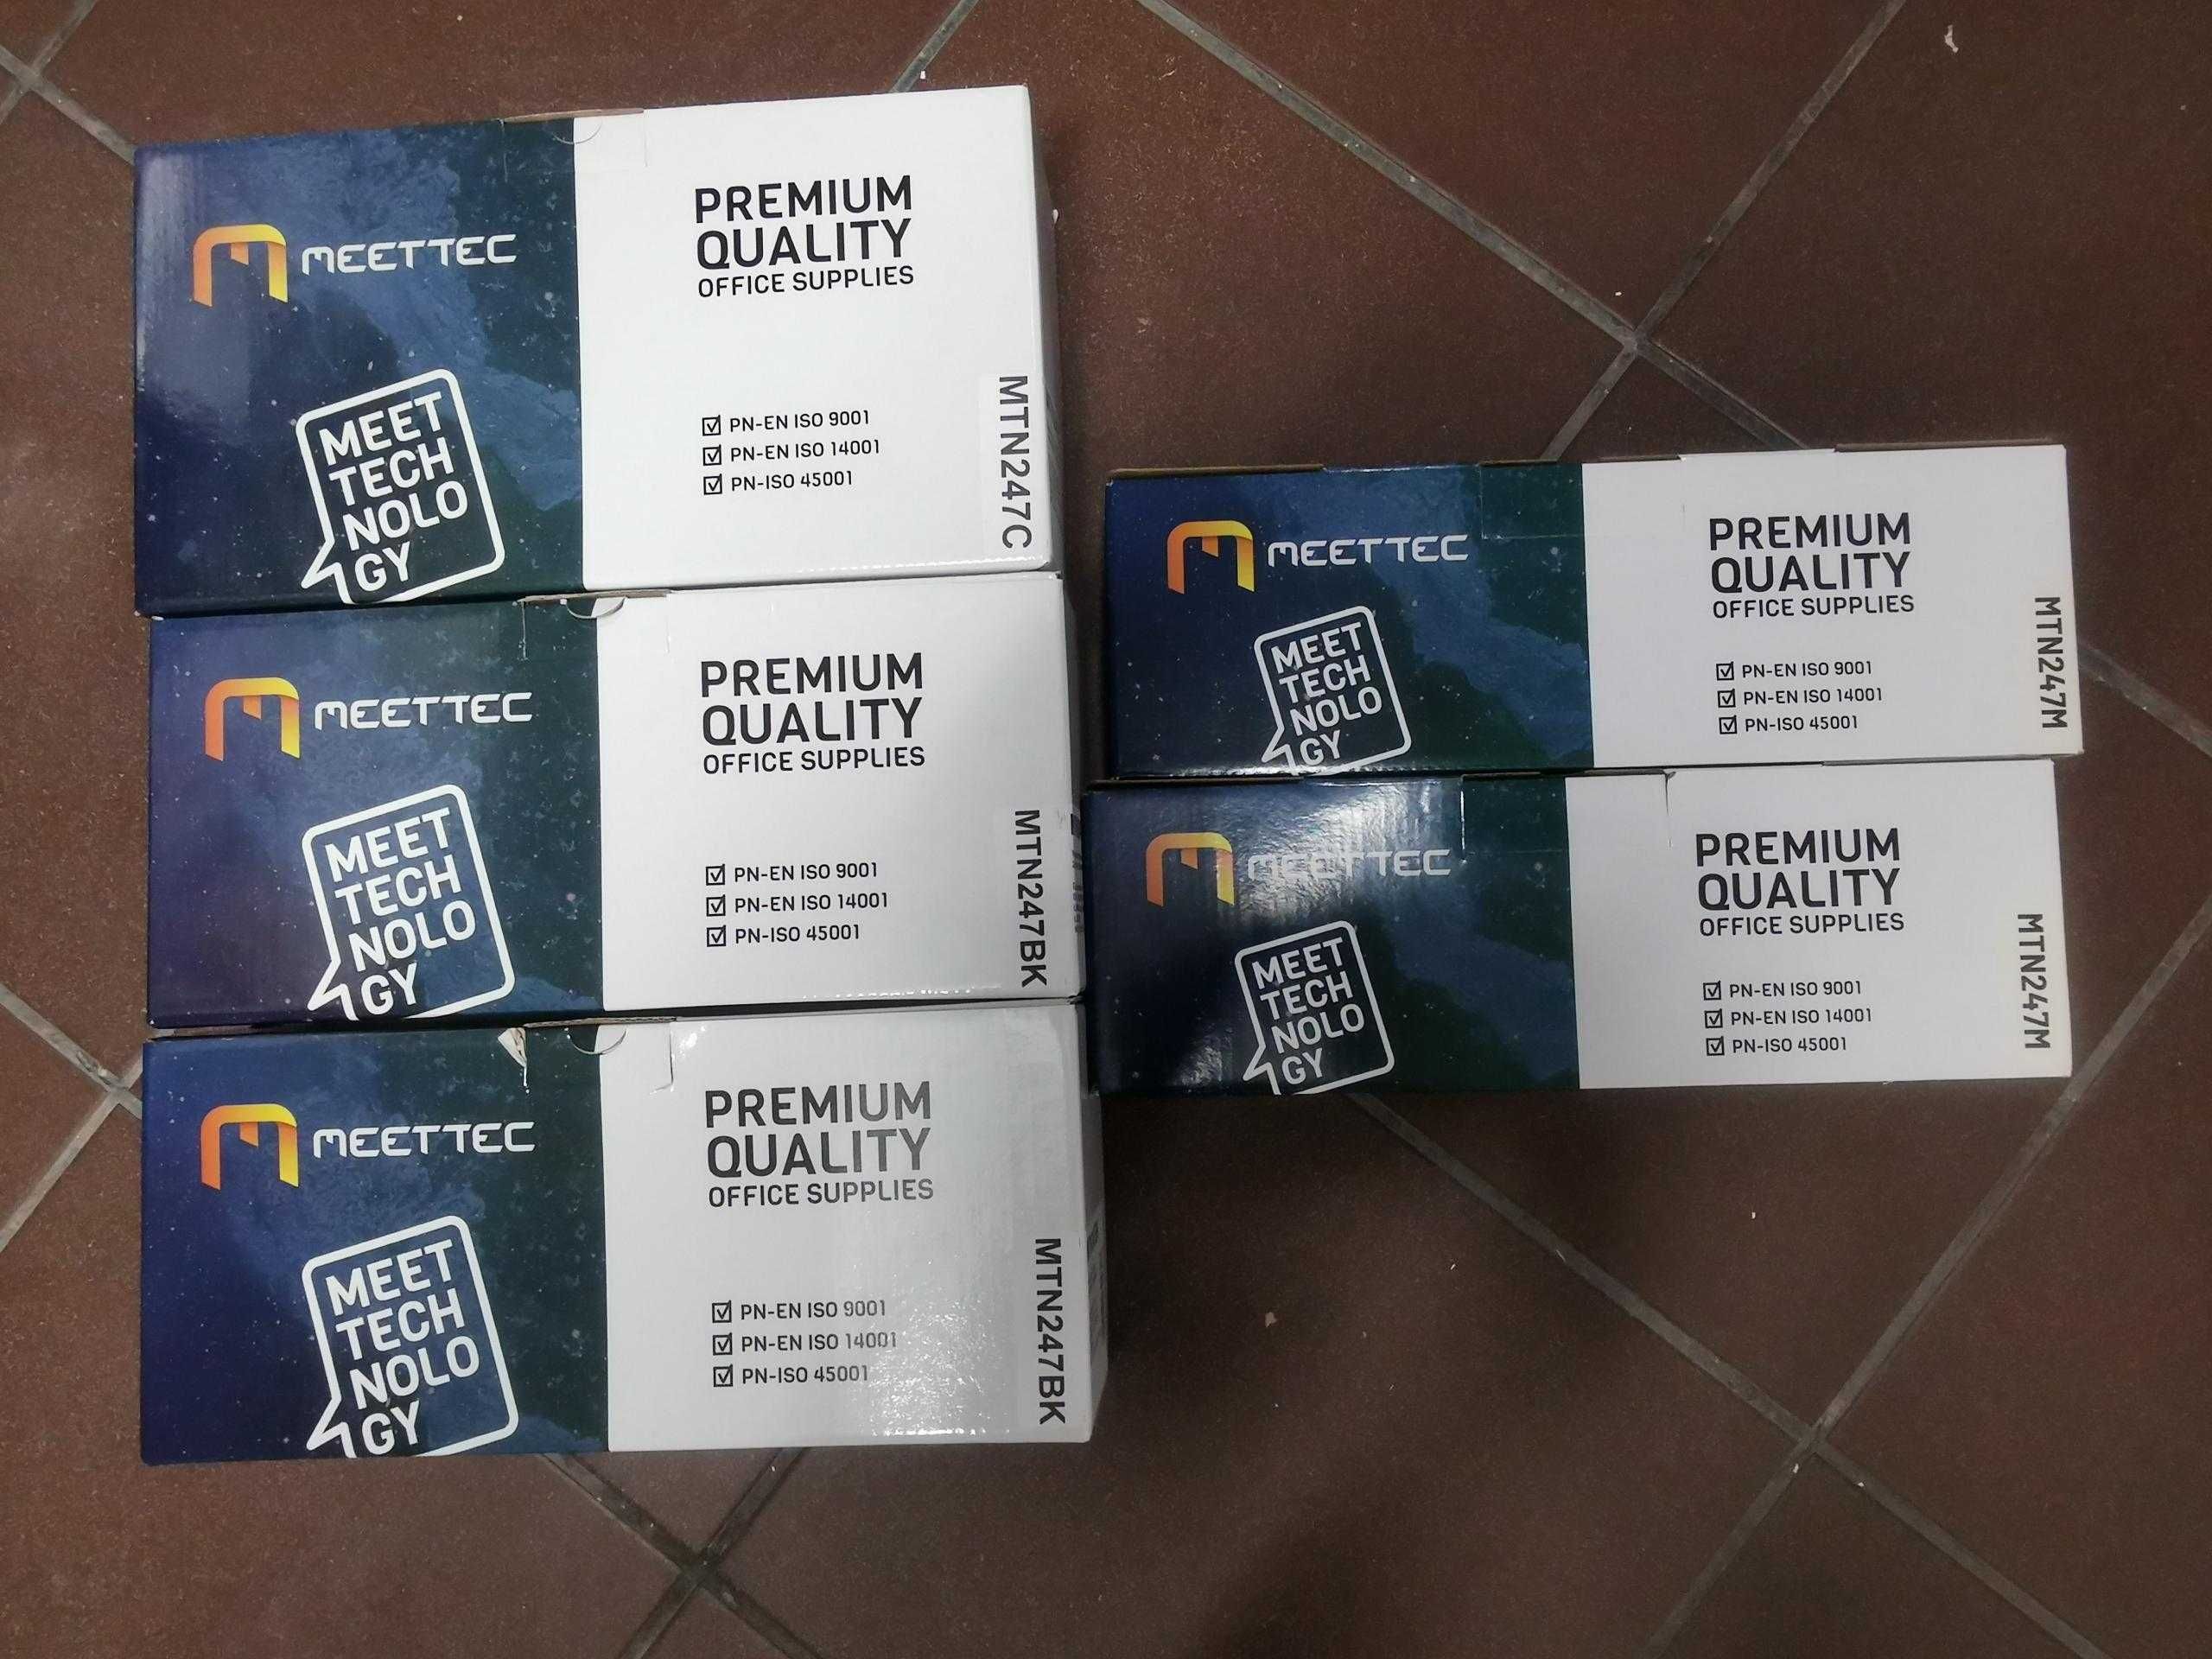 MEETTEC
MEET
TECH
NOLO
GY
PREMIUM
QUALITY
OFFICE SUPPLIES
PN-EN ISO 9001
PN-EN ISO 14001
PN-ISO 45001
MTN247C
MEETTEC
MEET
TECH
NOLO
GY
PREMIUM
QUALITY
OFFICE SUPPLIES
PN-EN ISO 9001
PN-EN ISO 14001
PN-ISO 45001
MTN247BK
MEETTEC
MEET
TECH
NOLO
GY
PREMIUM
QUALITY
OFFICE SUPPLIES
PN-EN ISO 9001
PN-EN ISO 14001
PN-ISO 45001
MTN247BK
MEETTEC
MEET
TECH
NOLO
GY
PREMIUM
QUALITY
OFFICE SUPPLIES
PN-EN ISO 9001
PN-EN ISO 14001
PN-ISO 45001
MTN247M
MEETTEC
MEET
TECH
NOLO
GY
PREMIUM
QUALITY
OFFICE SUPPLIES
PN-EN ISO 9001
PN-EN ISO 14001
PN-ISO 45001
MTN247M